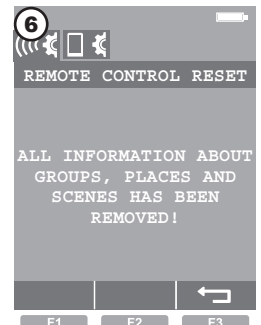 6
REMOTE CONTROL RESET
ALL INFORMATION ABOUT
GROUPS, PLACES AND
SCENES HAS BEEN
REMOVED!
F1 F2 F3